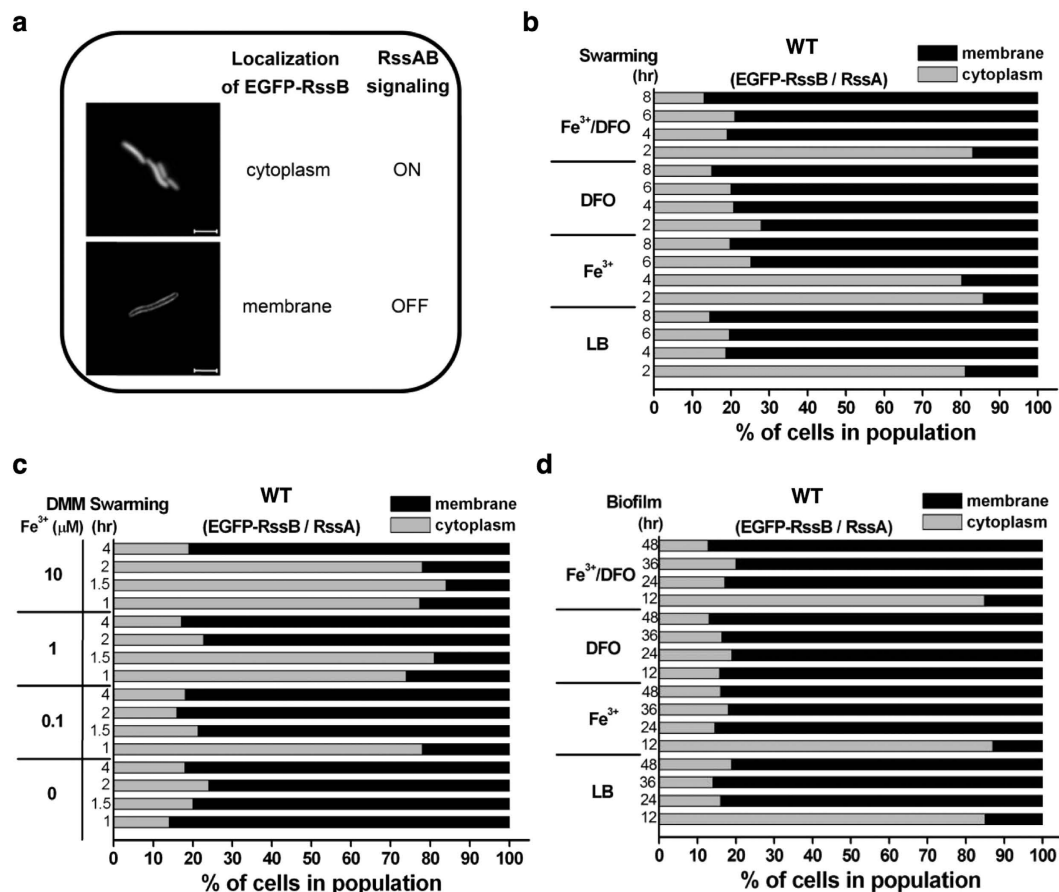 a
Localization of EGFP-RssB
RssAB signaling
cytoplasm ON
membrane OFF
b
Swarming (hr)
WT
(EGFP-RssB / RssA)
membrane
cytoplasm
Fe³⁺/DFO
8
6
4
2
DFO
8
6
4
2
Fe³⁺
8
6
4
2
LB
8
6
4
2
0 10 20 30 40 50 60 70 80 90 100
% of cells in population
c
DMM Swarming
Fe³⁺ (μM) (hr)
WT
(EGFP-RssB / RssA)
membrane
cytoplasm
10
4
2
1.5
1
1
4
2
1.5
1
0.1
4
2
1.5
1
0
4
2
1.5
1
0 10 20 30 40 50 60 70 80 90 100
% of cells in population
d
Biofilm (hr)
WT
(EGFP-RssB / RssA)
membrane
cytoplasm
Fe³⁺/DFO
48
36
24
12
DFO
48
36
24
12
Fe³⁺
48
36
24
12
LB
48
36
24
12
0 10 20 30 40 50 60 70 80 90 100
% of cells in population